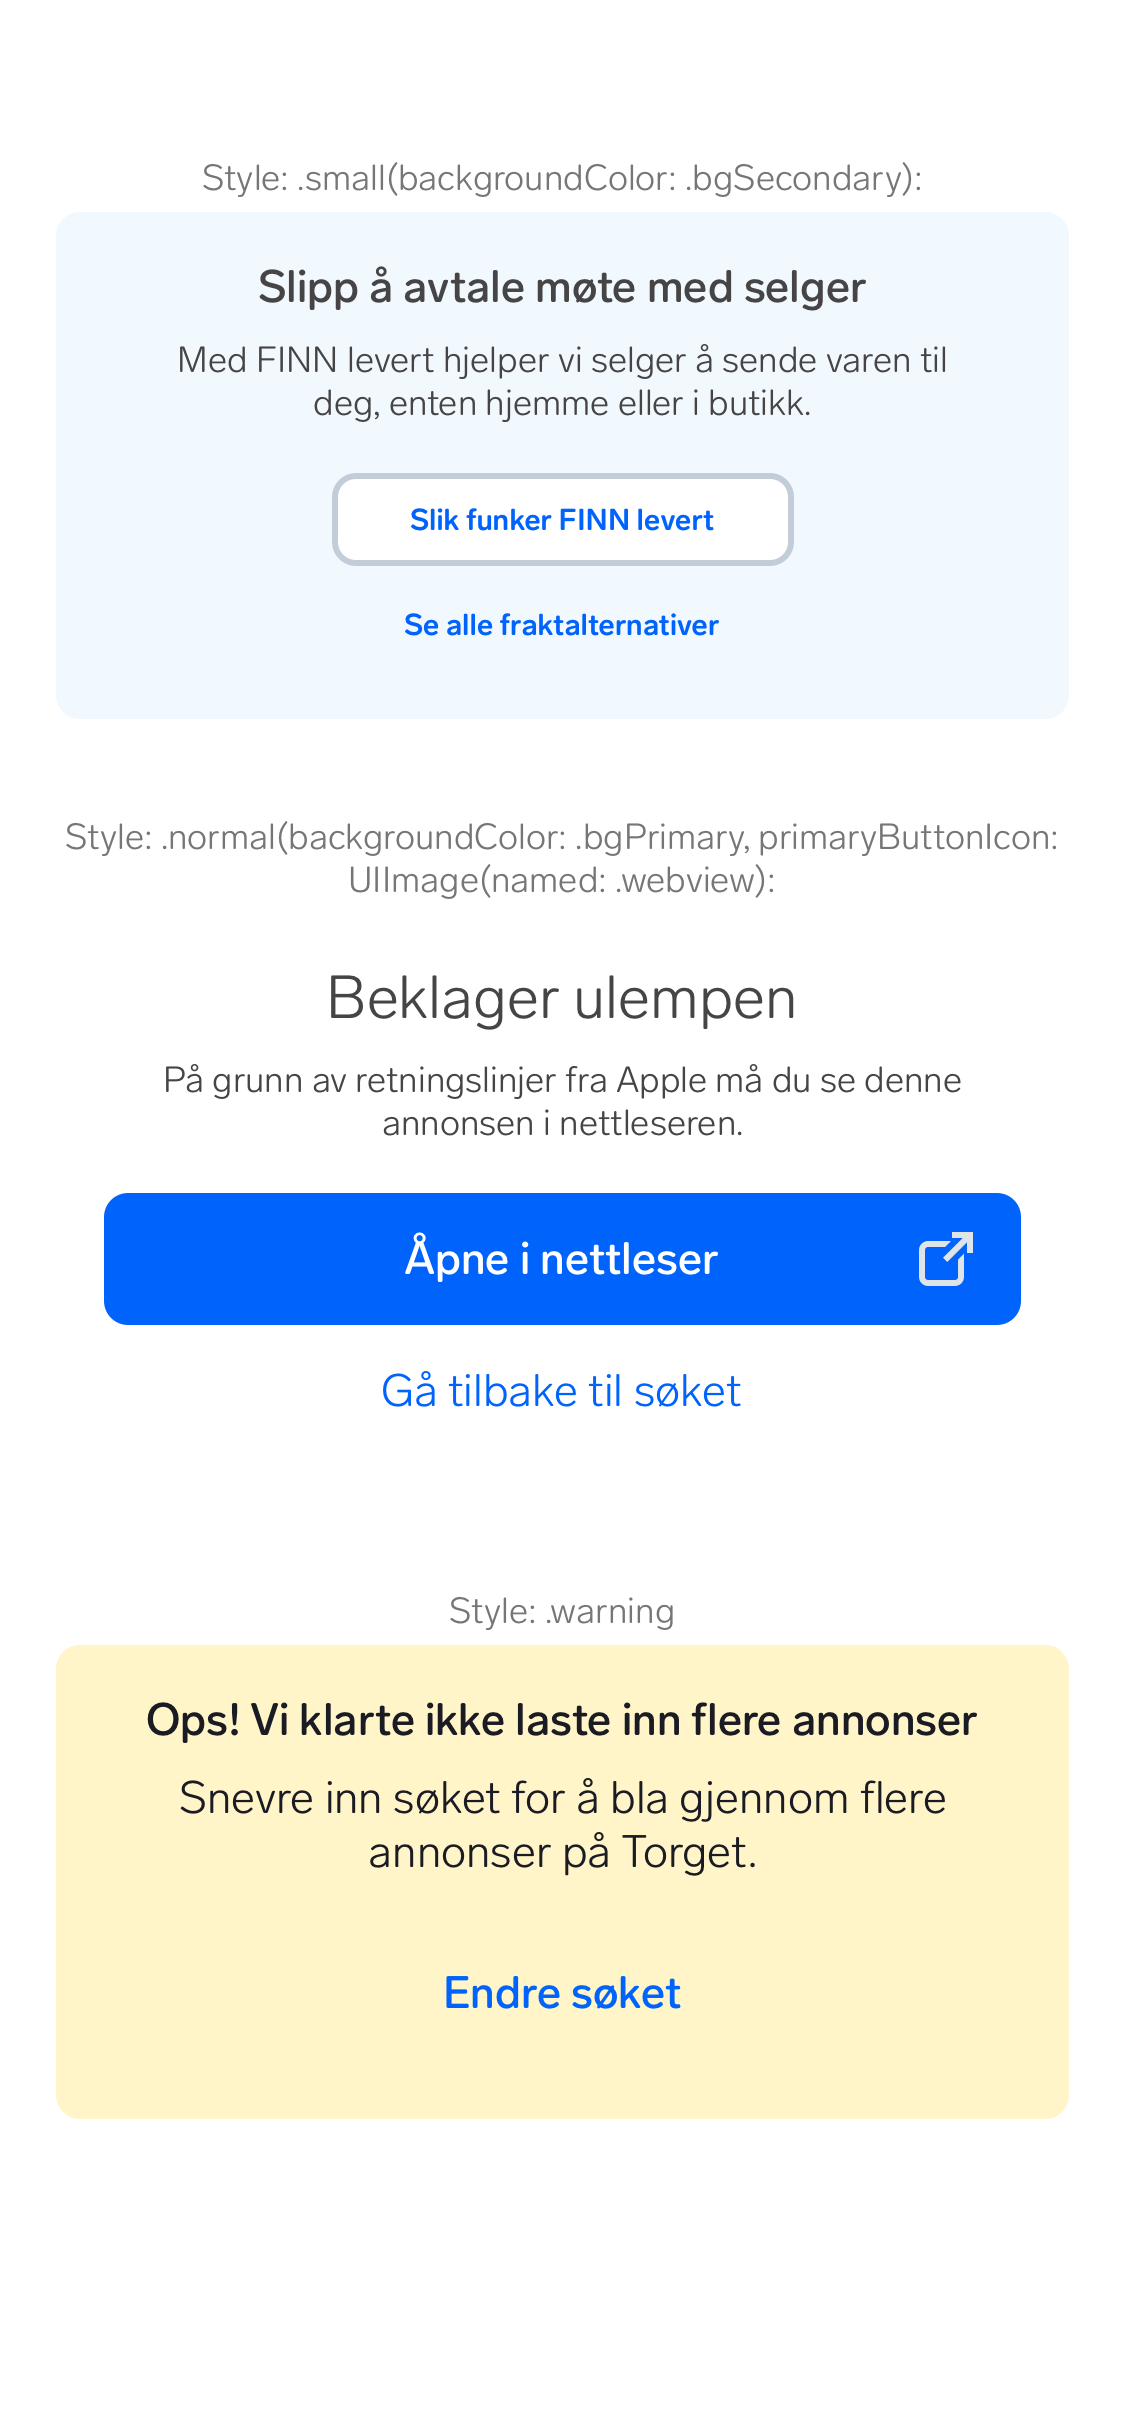 Style: .small(backgroundColor: .bgSecondary):
Slipp å avtale møte med selger
Med FINN levert hjelper vi selger å sende varen til
deg, enten hjemme eller i butikk.
Slik funker FINN levert
Se alle fraktalternativer
Style: .normal(backgroundColor: .bgPrimary, primaryButtonIcon:
UIImage(named: .webview):
Beklager ulempen
På grunn av retningslinjer fra Apple må du se denne
annonsen i nettleseren.
Åpne i nettleser
Gå tilbake til søket
Style: .warning
Ops! Vi klarte ikke laste inn flere annonser
Snevre inn søket for å bla gjennom flere
annonser på Torget.
Endre søket